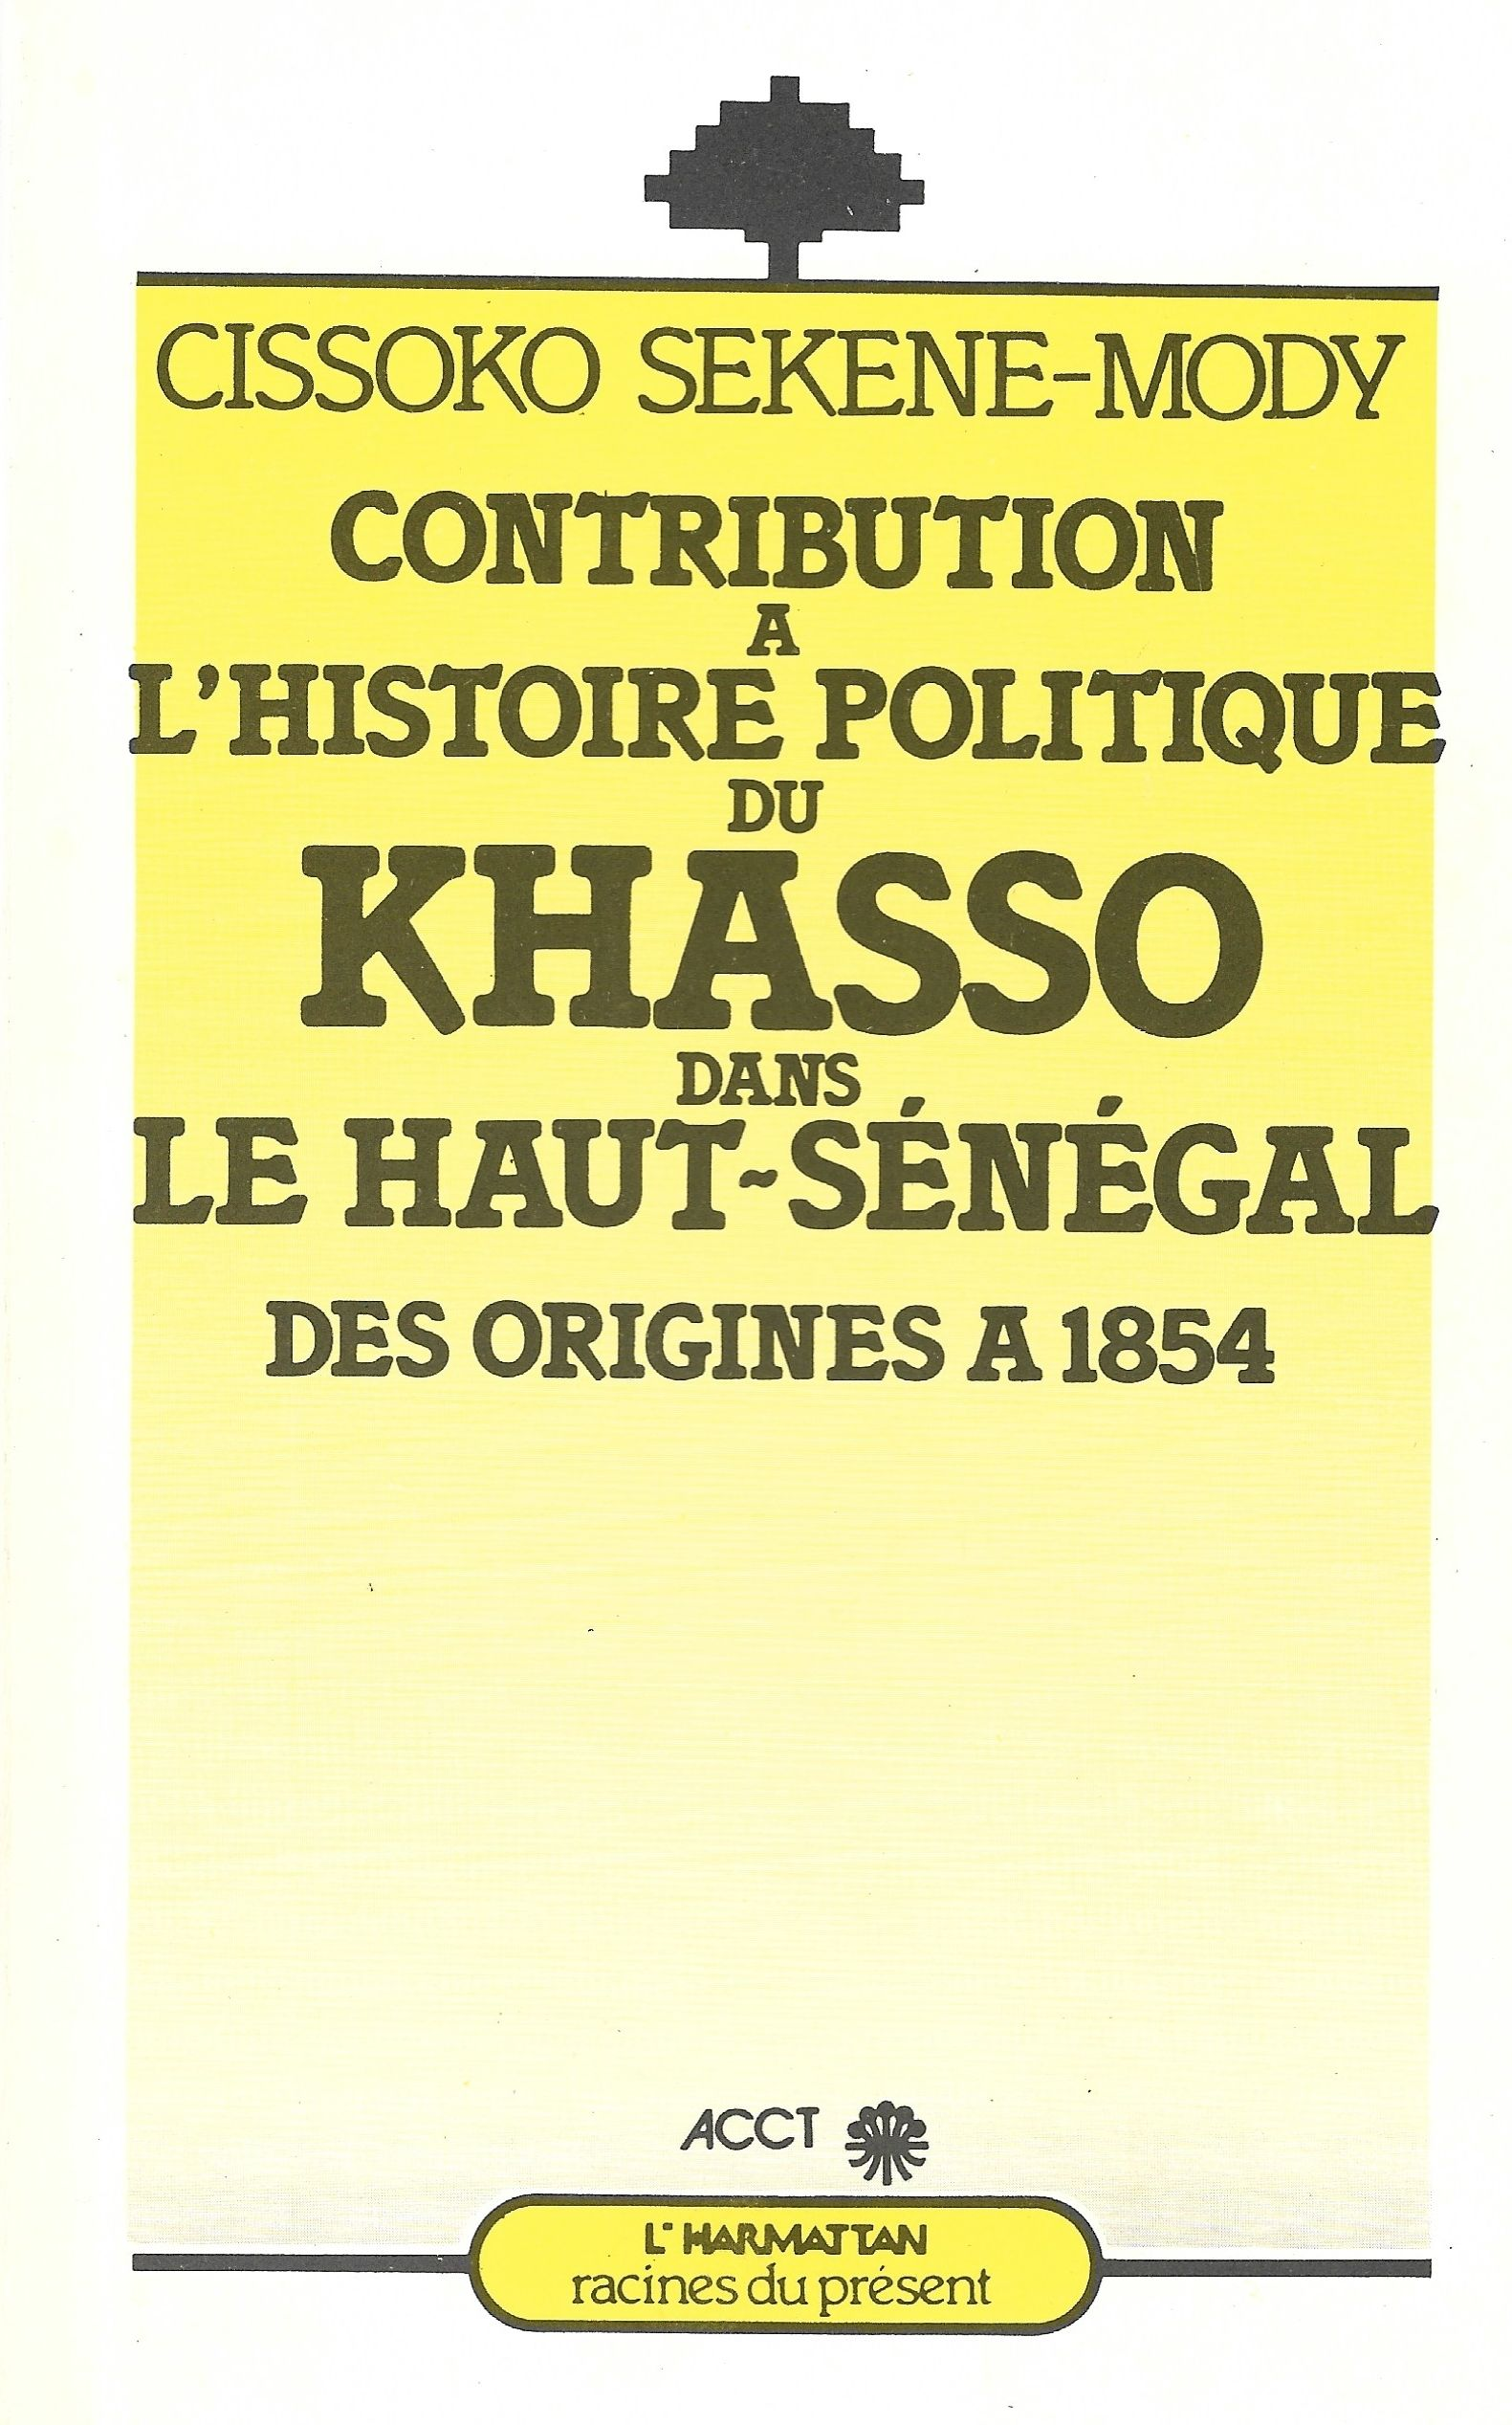 CISSOKO SEKENE-MODY
CONTRIBUTION
A
L'HISTOIRE POLITIQUE
DU
KHASSO
DANS
LE HAUT-SÉNÉGAL
DES ORIGINES A 1854
ACCT
L'HARMATTAN
racines du présent